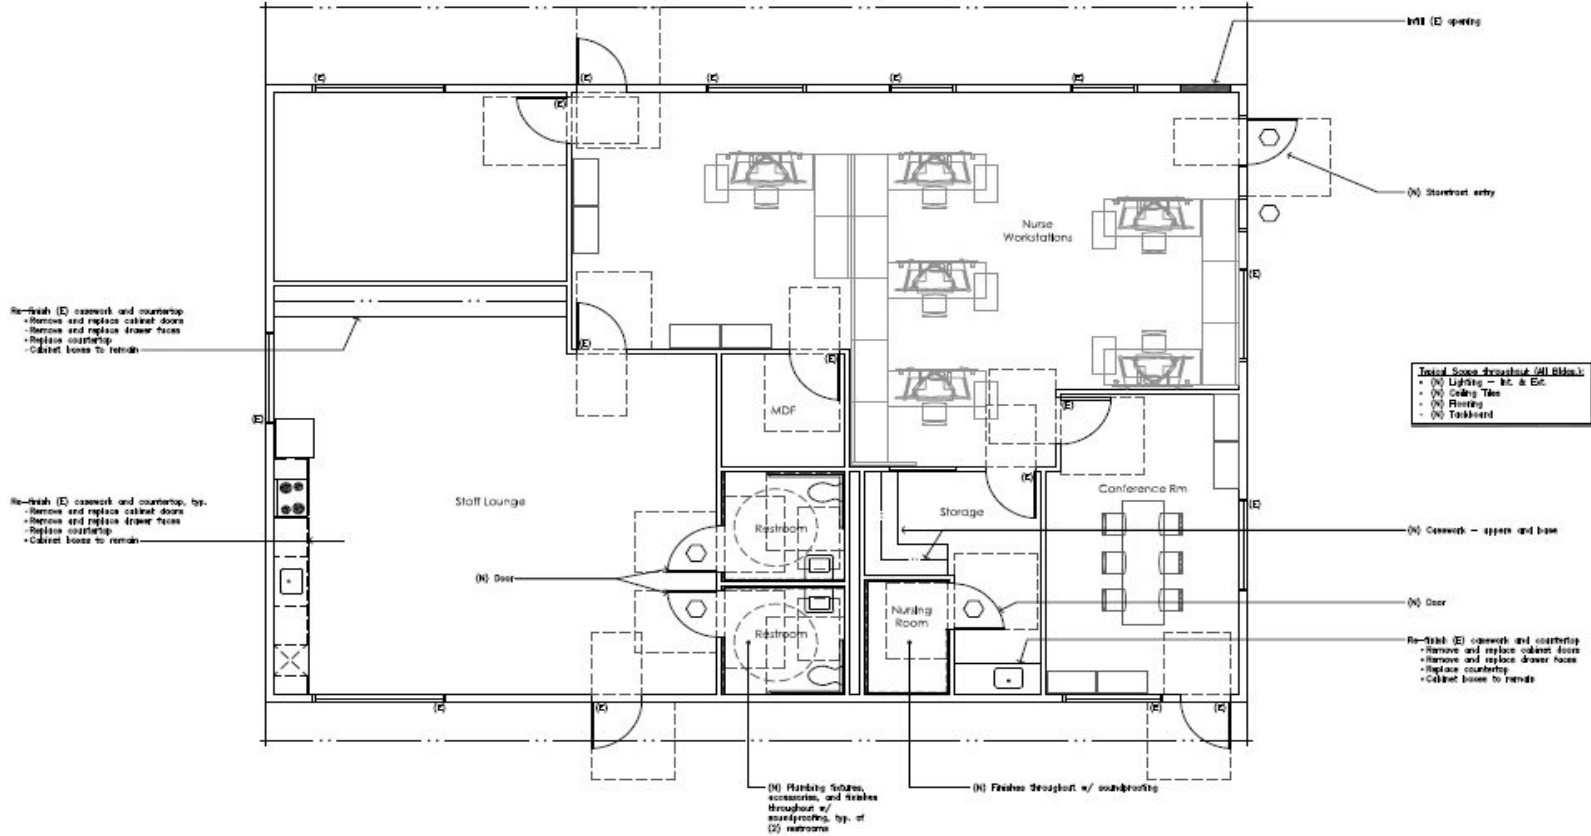 Infill (E) opening
(E)
(E)
(E)
(E)
(E)
(E)
(N) Storefront entry
Nurse
Workstations
(E)
Re-finish (E) casework and countertop
•Remove and replace cabinet doors
•Remove and replace drawer faces
•Replace countertop
•Cabinet boxes to remain
(E)
(E)
Typical Scope throughout (All Bldgs.):
• (N) Lighting – Int. & Ext.
• (N) Ceiling Tiles
• (N) Flooring
• (N) Tackboard
MDF
(E)
(E)
(E)
Conference Rm
Re-finish (E) casework and countertop, typ.
•Remove and replace cabinet doors
•Remove and replace drawer faces
•Replace countertop
•Cabinet boxes to remain
Staff Lounge
(E)
Storage
Restroom
(N) Casework – uppers and base
(N) Door
Nursing
Room
(N) Door
Restroom
Re-finish (E) casework and countertop
•Remove and replace cabinet doors
•Remove and replace drawer faces
•Replace countertop
•Cabinet boxes to remain
(E)
(E)
(E)
(E)
(N) Plumbing fixtures,
accessories, and finishes
throughout w/
soundproofing, typ. of
(2) restrooms
(N) Finishes throughout w/ soundproofing